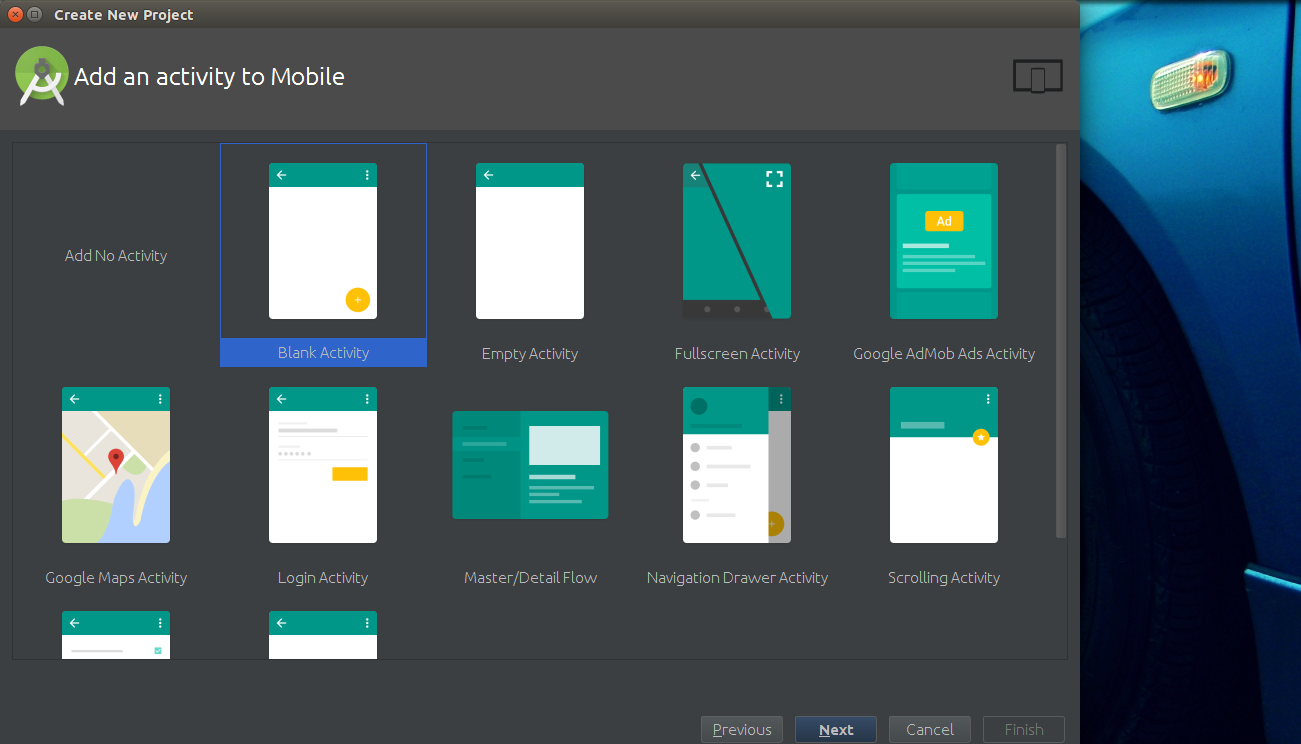 Create New Project
Add an activity to Mobile
Add No Activity
Blank Activity
Empty Activity
Ad
Fullscreen Activity
Google AdMob Ads Activity
Google Maps Activity
Login Activity
Master/Detail Flow
Navigation Drawer Activity
Scrolling Activity
Previous
Next
Cancel
Finish